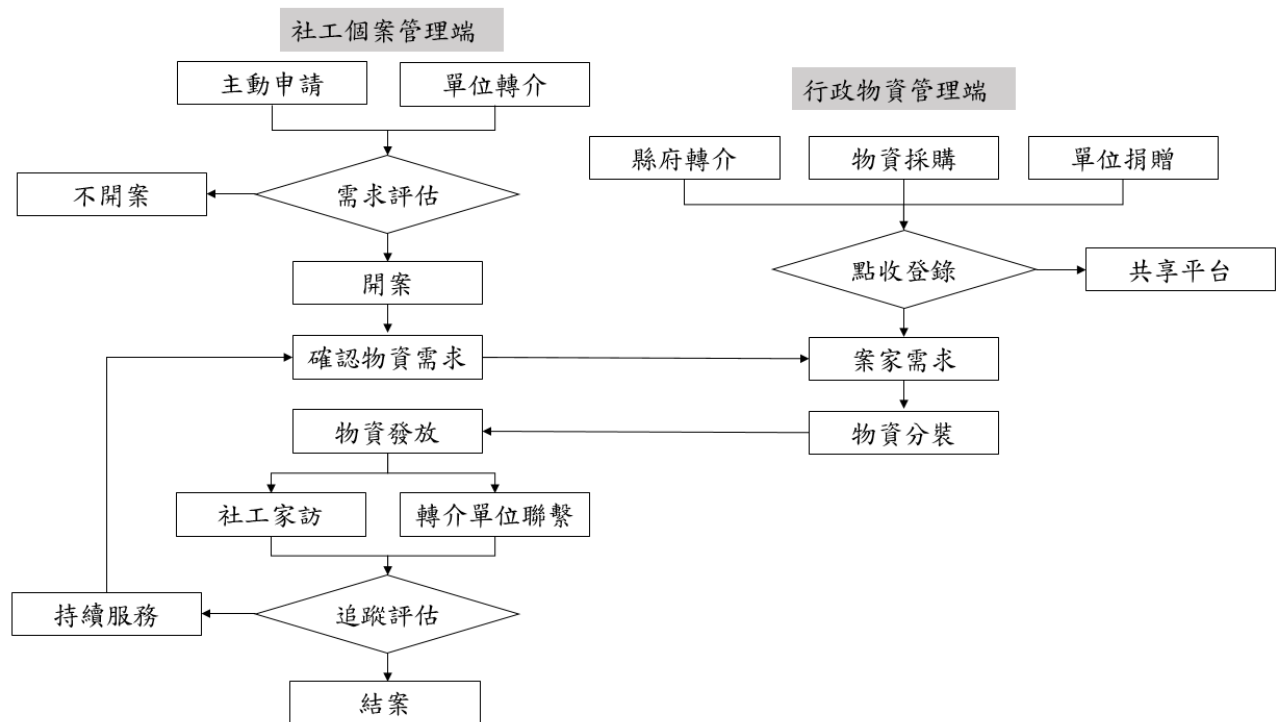 社工個案管理端
主動申請
單位轉介
行政物資管理端
縣府轉介
物資採購
單位捐贈
不開案
需求評估
開案
點收登錄
共享平台
確認物資需求
案家需求
物資發放
物資分裝
社工家訪
轉介單位聯繫
持續服務
追蹤評估
結案